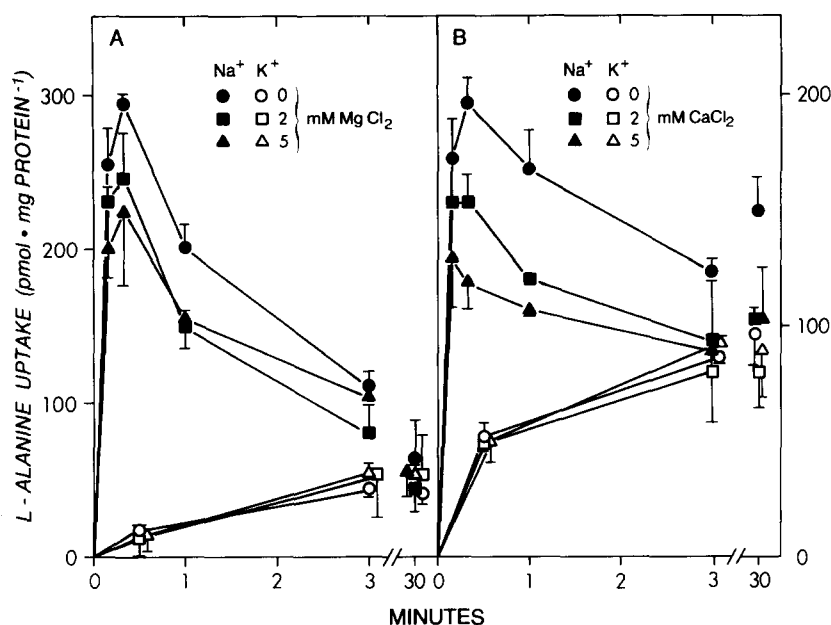 A
B
Na+ K+
● ○ 0
■ □ 2 mM MgCl2
▲ △ 5
Na+ K+
● ○ 0
■ □ 2 mM CaCl2
▲ △ 5
L-ALANINE UPTAKE (pmol • mg PROTEIN-1)
300
200
100
0
200
100
0
0 1 2 3 30 0 1 2 3 30
MINUTES